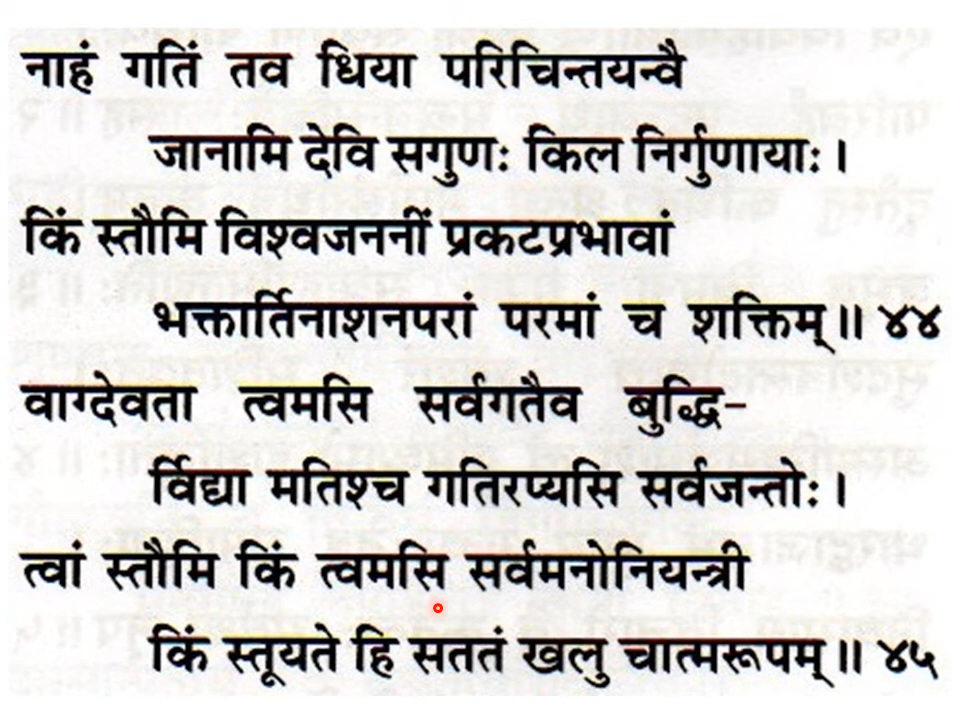 नाहं गतिं तव धिया परिचिन्तयन्वै
जानामि देवि सगुणः किल निर्गुणायाः ।
किं स्तौमि विश्वजननीं प्रकटप्रभावां
भक्तार्तिनाशनपरां परमां च शक्तिम् ॥ ४४
वाग्देवता त्वमसि सर्वगतैव बुद्धि-
र्विद्या मतिश्च गतिरप्यसि सर्वजन्तोः ।
त्वां स्तौमि किं त्वमसि सर्वमनोनियन्त्री
किं स्तूयते हि सततं खलु चात्मरूपम् ॥ ४५